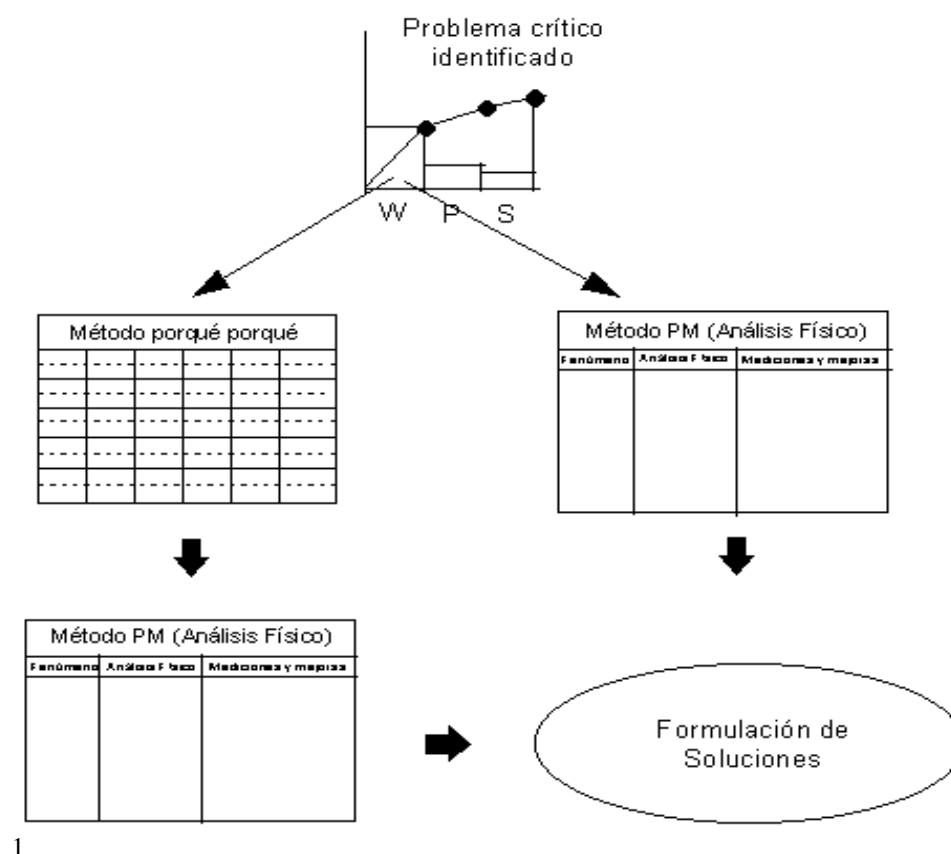 Problema crítico
identificado
W P S
Método porqué porqué
Método PM (Análisis Físico)
Fenómeno Análisis Físico Mediciones y mejoras
Método PM (Análisis Físico)
Fenómeno Análisis Físico Mediciones y mejoras
Formulación de
Soluciones
1